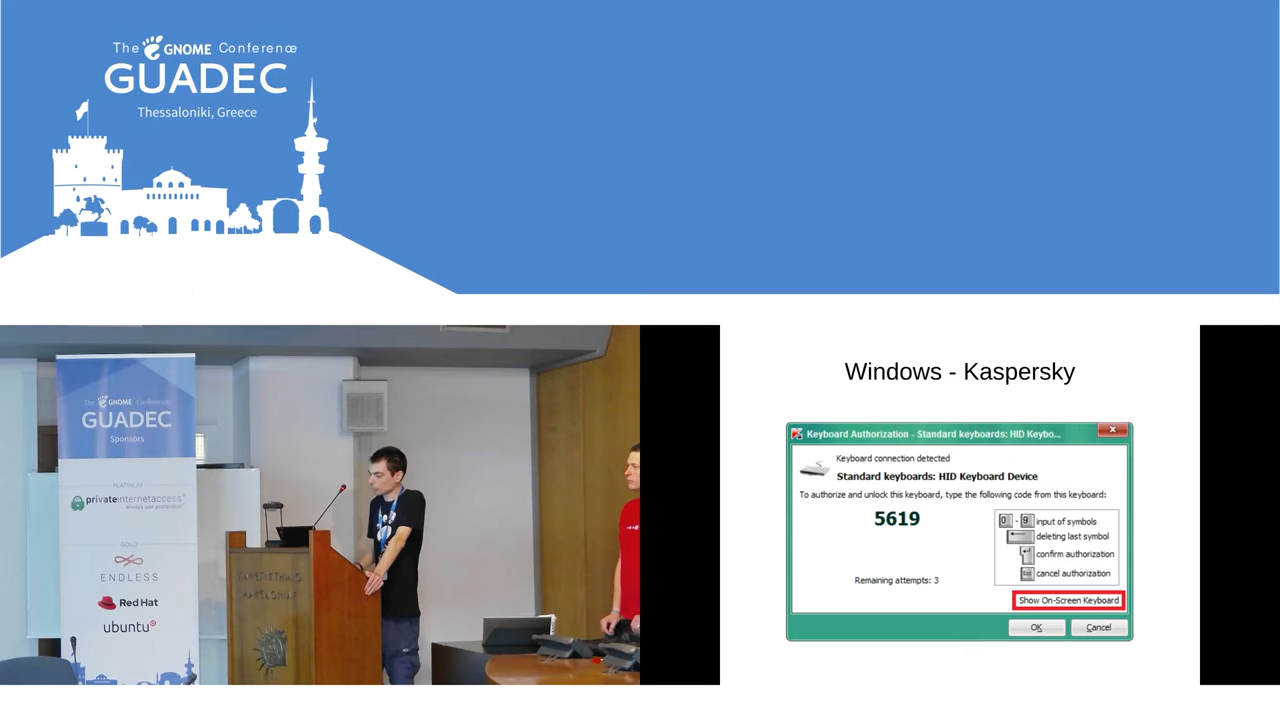 The GNOME Conference
GUADEC
Thessaloniki, Greece
The GNOME Conference
GUADEC
Sponsors
PLATINUM
privateinternetaccess
always use protection
GOLD
ENDLESS
Red Hat
ubuntu
Windows - Kaspersky
Keyboard Authorization - Standard keyboards: HID Keybo...
Keyboard connection detected
Standard keyboards: HID Keyboard Device
To authorize and unlock this keyboard, type the following code from this keyboard:
5619
0 - 9 input of symbols
deleting last symbol
confirm authorization
Esc cancel authorization
Remaining attempts: 3
Show On-Screen Keyboard
OK
Cancel